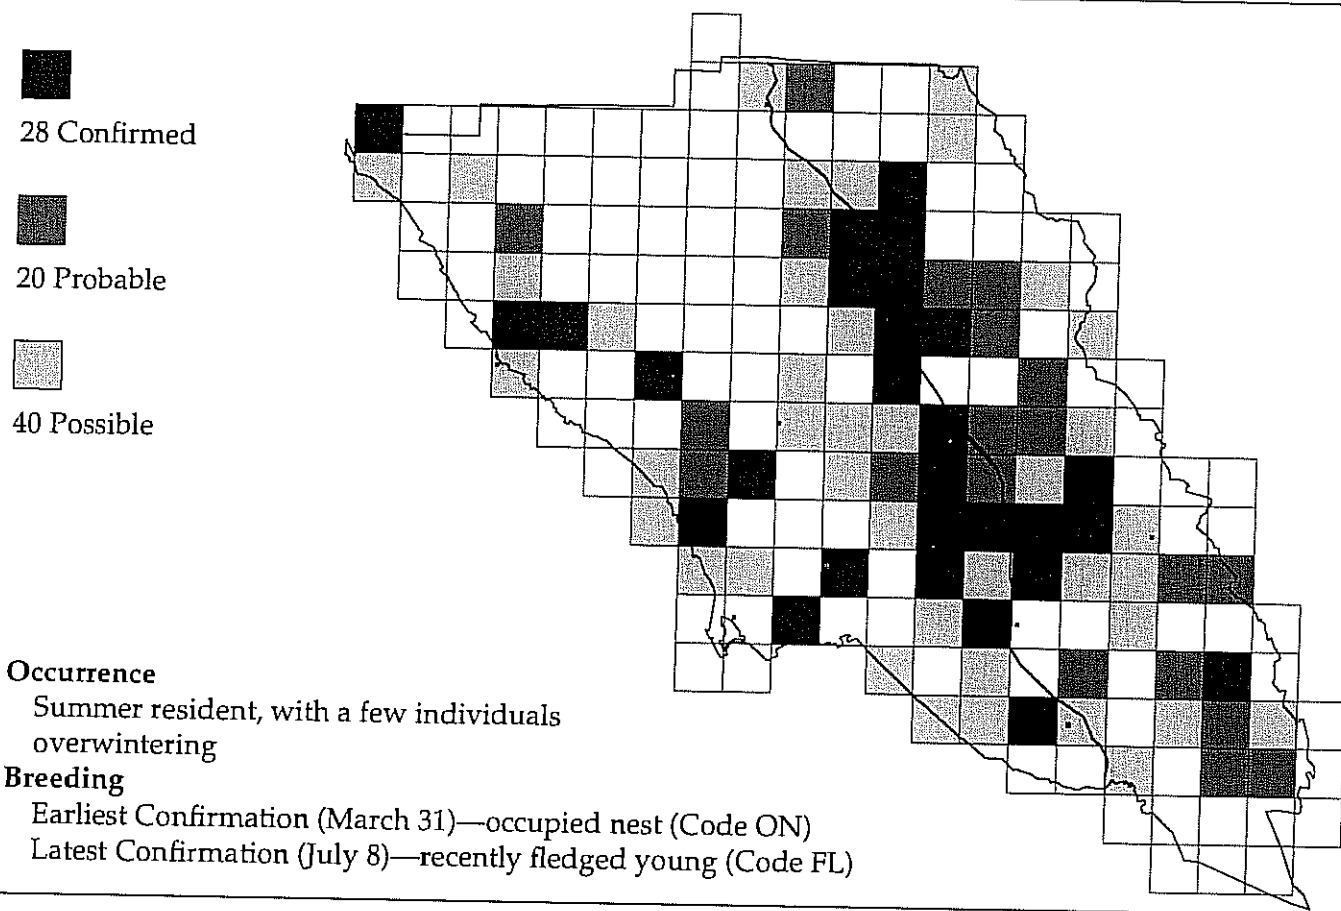 28 Confirmed
20 Probable
40 Possible
Occurrence
Summer resident, with a few individuals
overwintering
Breeding
Earliest Confirmation (March 31)—occupied nest (Code ON)
Latest Confirmation (July 8)—recently fledged young (Code FL)